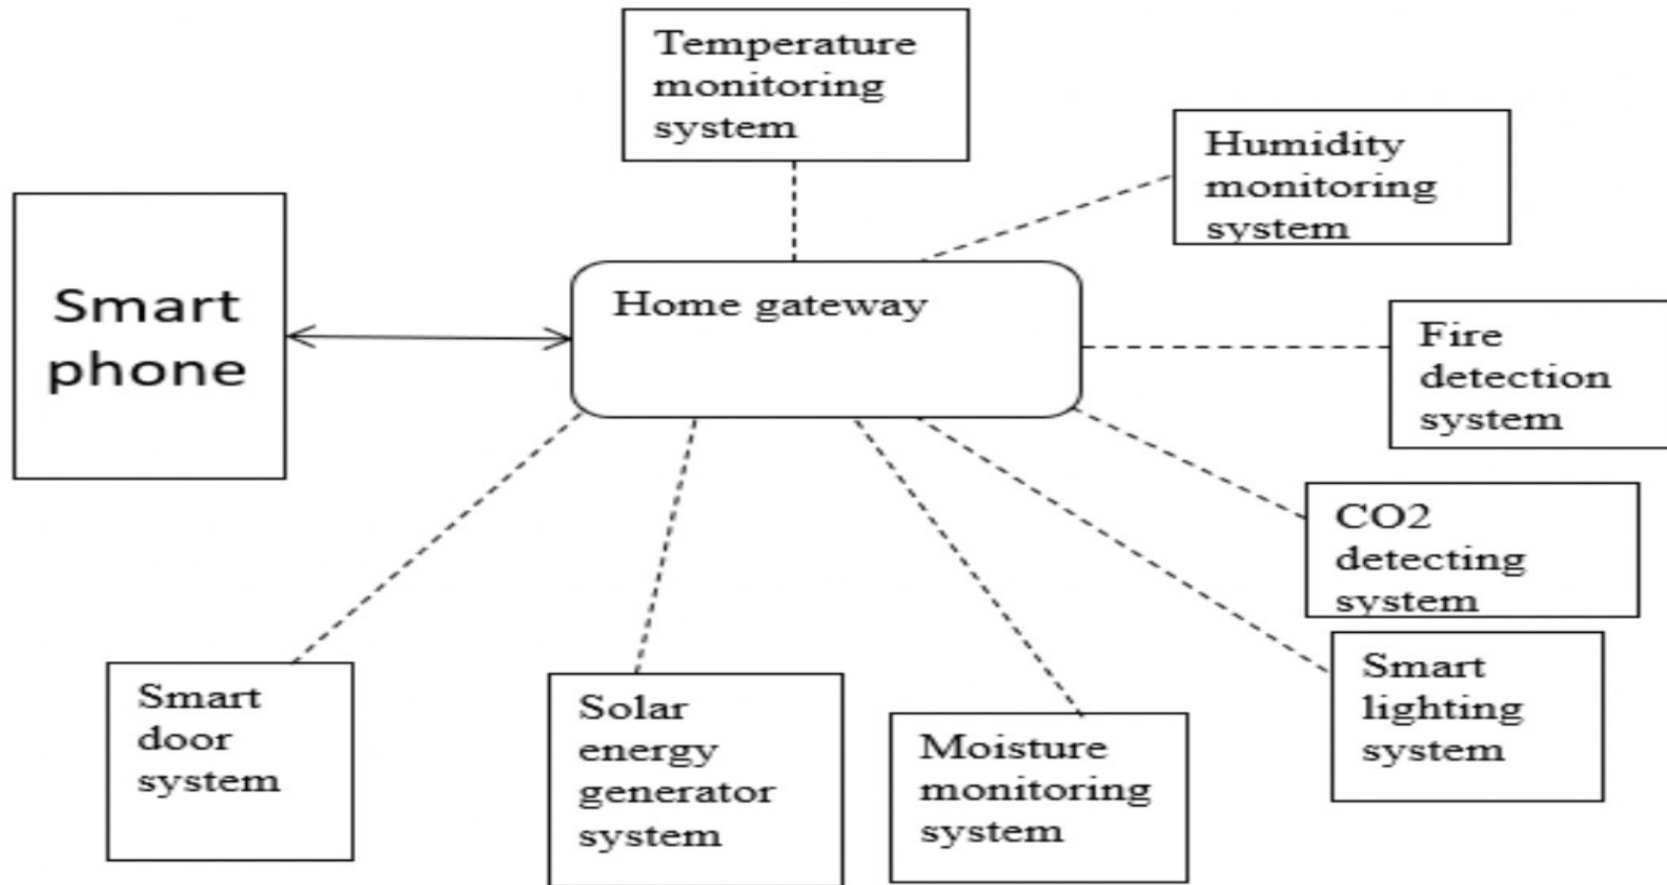 Temperature
monitoring
system
Humidity
monitoring
system
Smart
phone
Home gateway
Fire
detection
system
CO2
detecting
system
Smart
lighting
system
Smart
door
system
Solar
energy
generator
system
Moisture
monitoring
system